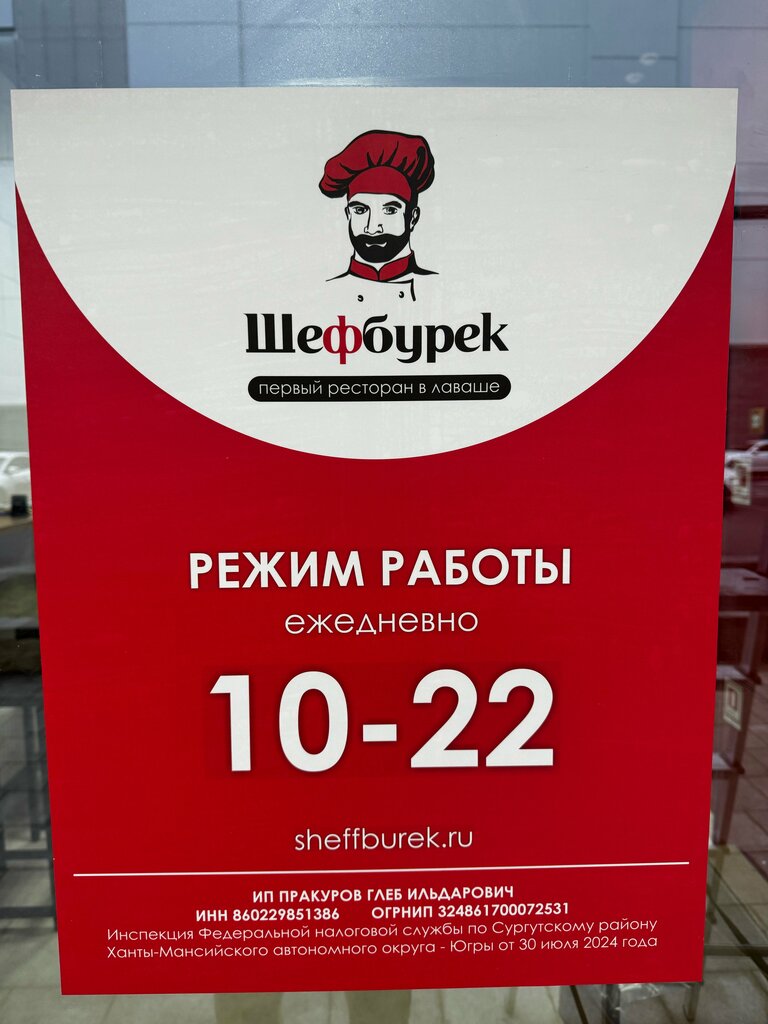 Шефбурек
первый ресторан в лаваше
РЕЖИМ РАБОТЫ
ежедневно
10-22
sheffburek.ru
ИП ПРАКУРОВ ГЛЕБ ИЛЬДАРОВИЧ
ИНН 860229851386 ОГРНИП 324861700072531
Инспекция Федеральной налоговой службы по Сургутскому району
Ханты-Мансийского автономного округа - Югры от 30 июля 2024 года